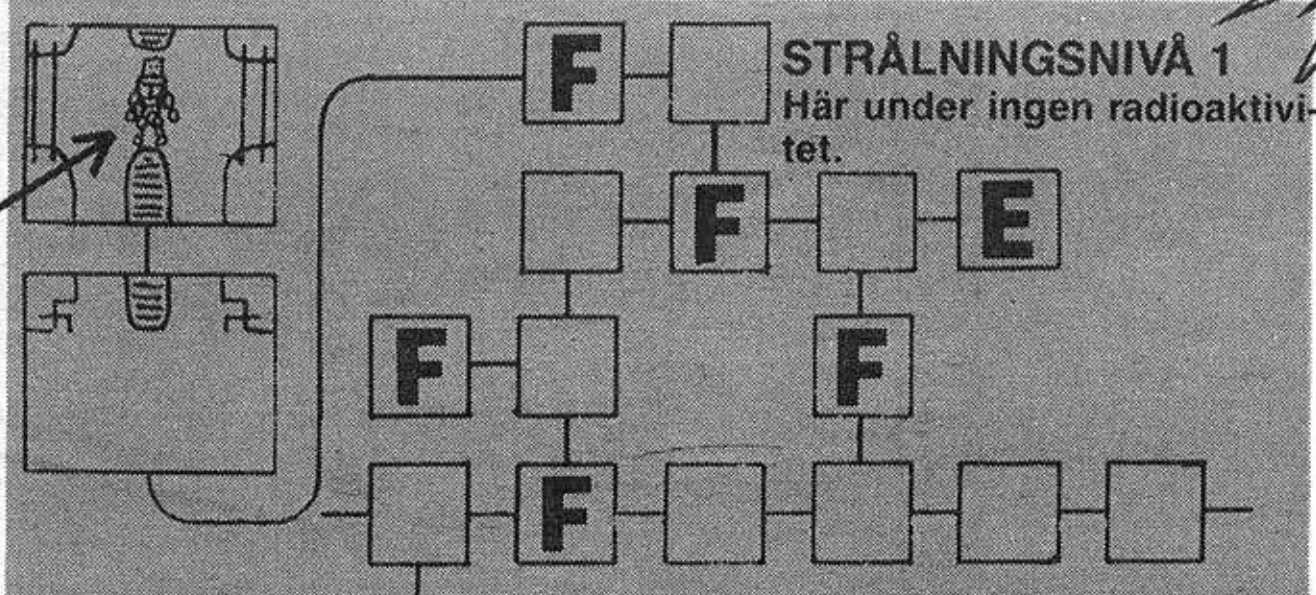 F
STRÅLNINGSNIVÅ 1
Här under ingen radioaktivi-
tet.
F E
F F
F